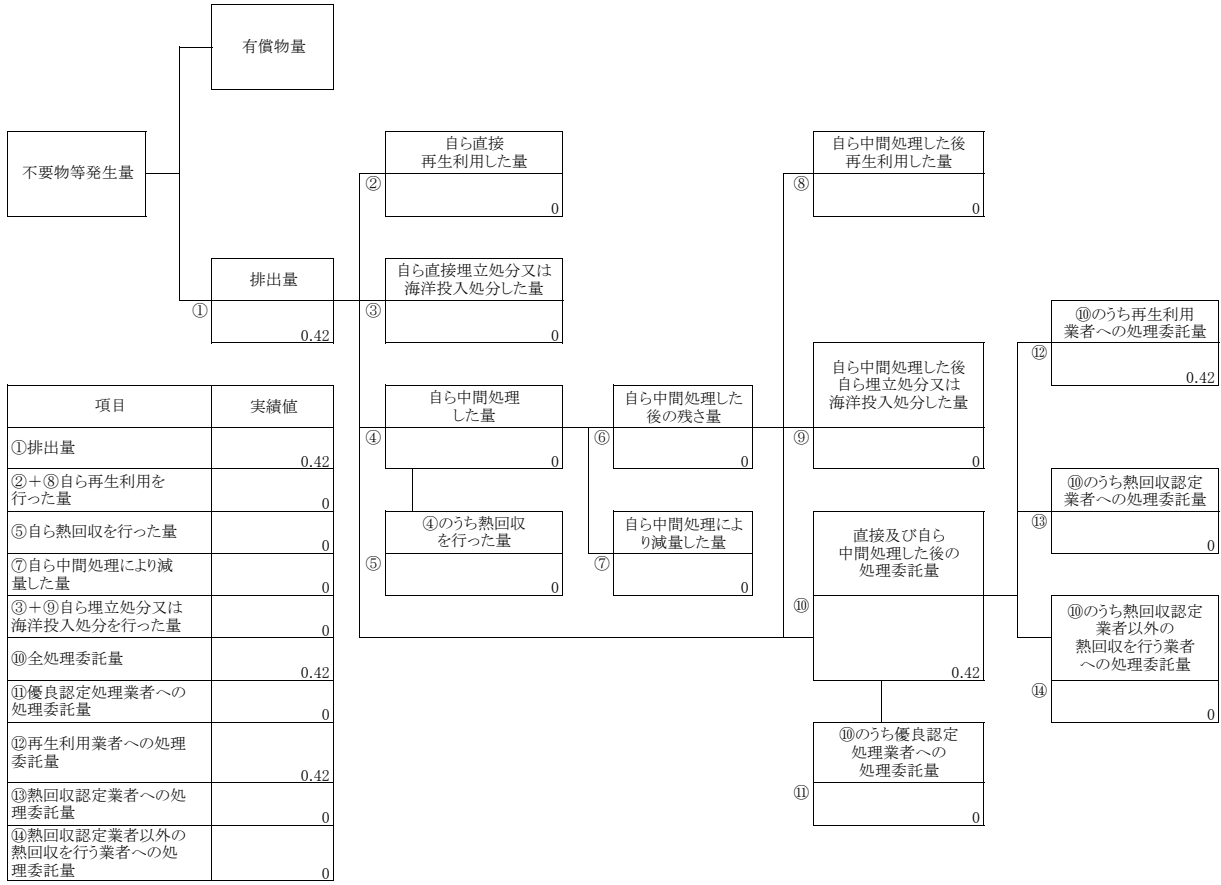 有償物量
不要物等発生量
自ら直接
再生利用した量
②
0
自ら中間処理した後
再生利用した量
⑧
0
排出量
①
0.42
自ら直接埋立処分又は
海洋投入処分した量
③
0
⑩のうち再生利用
業者への処理委託量
⑫
0.42
自ら中間処理した後
自ら埋立処分又は
海洋投入処分した量
⑨
0
自ら中間処理
した量
④
0
自ら中間処理した
後の残さ量
⑥
0
⑩のうち熱回収認定
業者への処理委託量
⑬
0
④のうち熱回収
を行った量
⑤
0
自ら中間処理によ
り減量した量
⑦
0
直接及び自ら
中間処理した後の
処理委託量
⑩
0.42
⑩のうち熱回収認定
業者以外の
熱回収を行う業者
への処理委託量
⑭
0
⑩のうち優良認定
処理業者への
処理委託量
⑪
0
項目 実績値
①排出量
0.42
②＋⑧自ら再生利用を
行った量
0
⑤自ら熱回収を行った量
0
⑦自ら中間処理により減
量した量
0
③＋⑨自ら埋立処分又は
海洋投入処分を行った量
0
⑩全処理委託量
0.42
⑪優良認定処理業者への
処理委託量
0
⑫再生利用業者への処理
委託量
0.42
⑬熱回収認定業者への処
理委託量
0
⑭熱回収認定業者以外の
熱回収を行う業者への処
理委託量
0